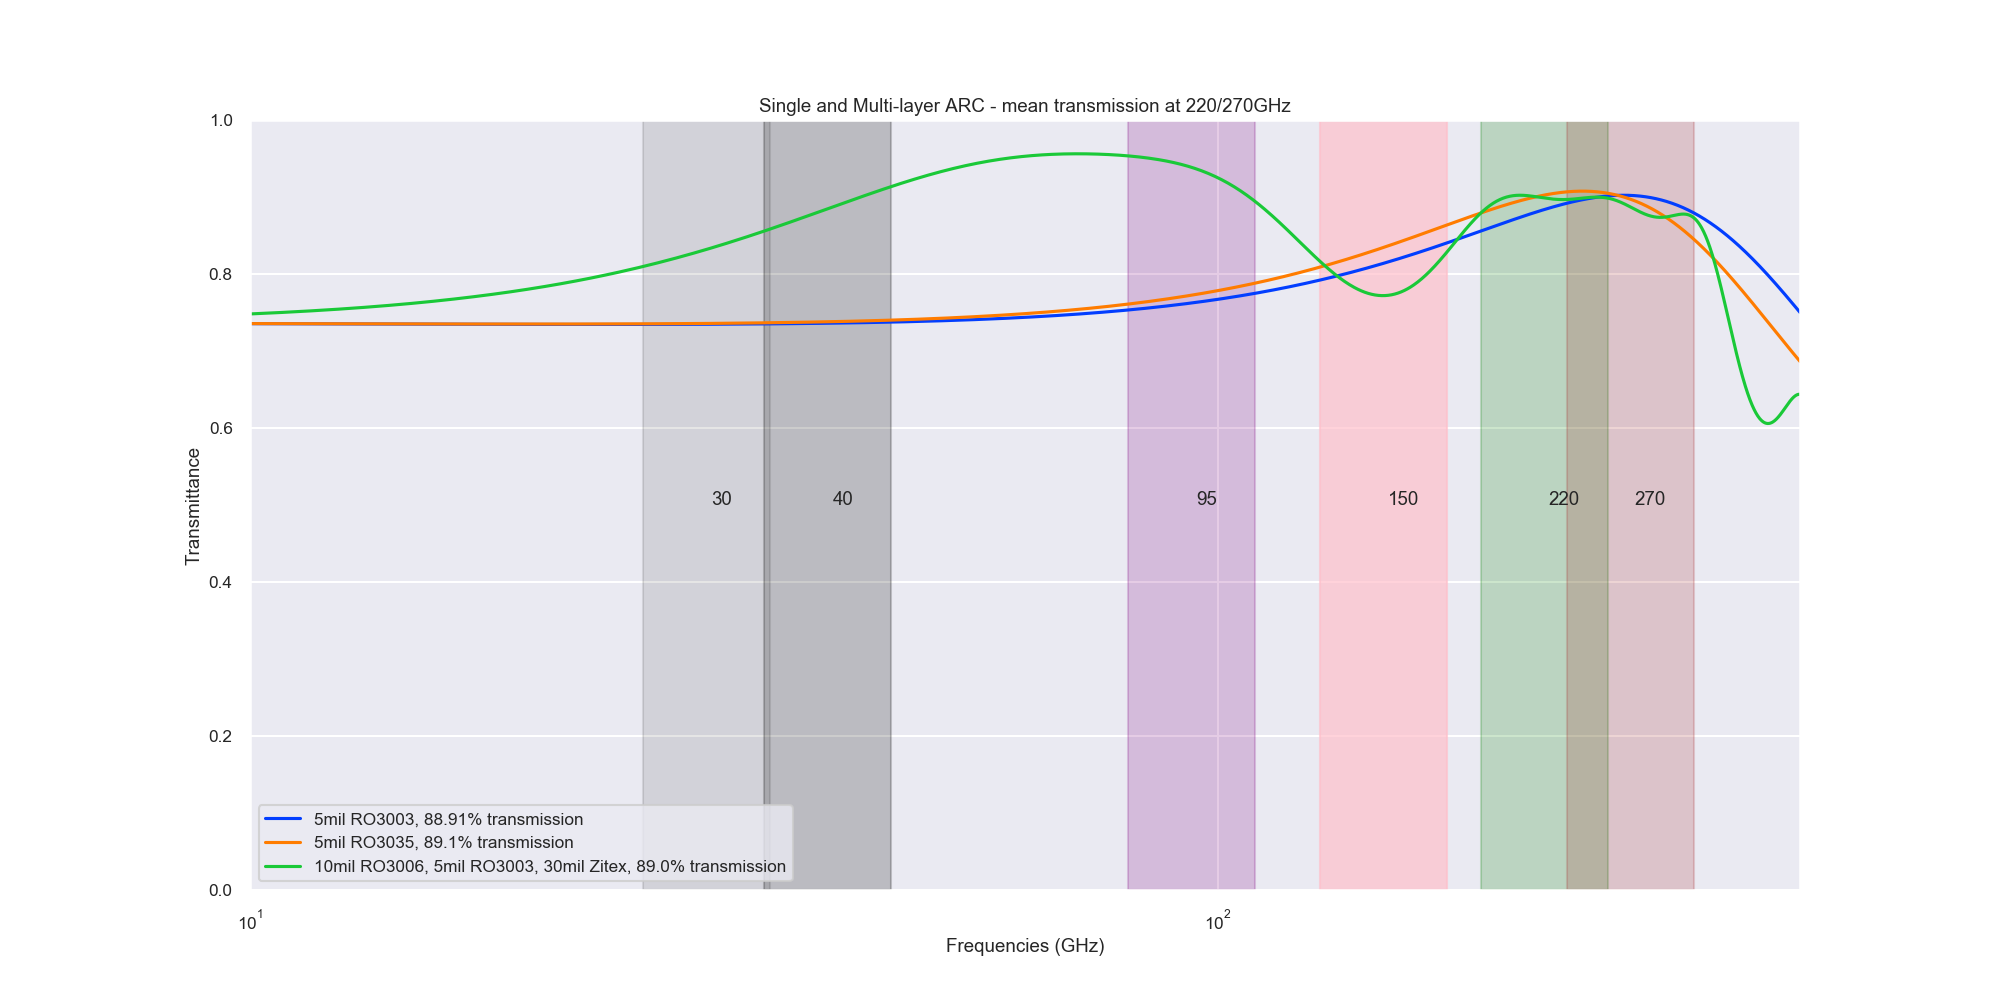 Single and Multi-layer ARC - mean transmission at 220/270GHz
1.0
0.8
0.6
0.4
0.2
0.0
Transmittance
30 40 95 150 220 270
5mil RO3003, 88.91% transmission
5mil RO3035, 89.1% transmission
10mil RO3006, 5mil RO3003, 30mil Zitex, 89.0% transmission
10¹ 10²
Frequencies (GHz)